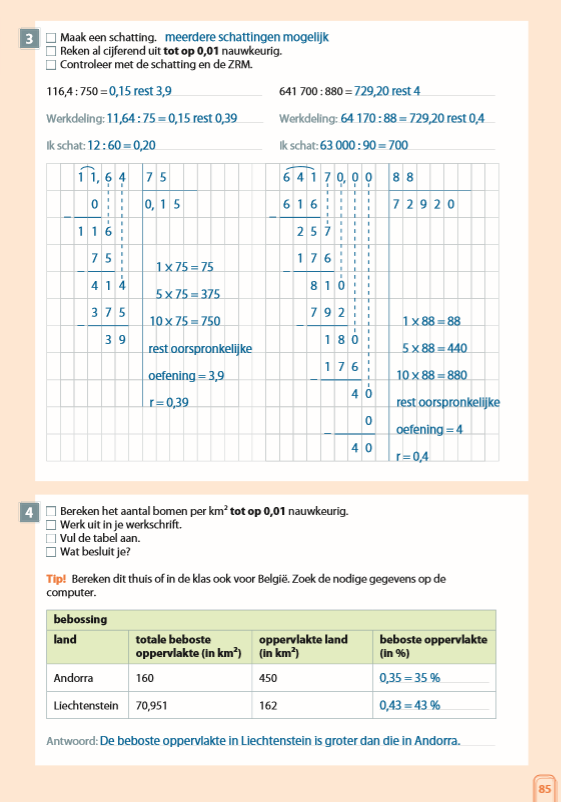 3
Maak een schatting. meerdere schattingen mogelijk
Reken al cijferend uit tot op 0,01 nauwkeurig.
Controleer met de schatting en de ZRM.
116,4 : 750 = 0,15 rest 3,9
641 700 : 880 = 729,20 rest 4
Werkdeling: 11,64 : 75 = 0,15 rest 0,39
Werkdeling: 64 170 : 88 = 729,20 rest 0,4
Ik schat: 12 : 60 = 0,20
Ik schat: 63 000 : 90 = 700
1 1, 6 4 7 5
0 0, 1 5
–
1 1 6
7 5
–
1 x 75 = 75
4 1 4
5 x 75 = 375
3 7 5
–
10 x 75 = 750
3 9
rest oorspronkelijke
oefening = 3,9
r = 0,39
6 4 1 7 0, 0 0 8 8
6 1 6 7 2 9 2 0
–
2 5 7
1 7 6
–
8 1 0
7 9 2
–
1 x 88 = 88
1 8 0
5 x 88 = 440
1 7 6
–
10 x 88 = 880
4 0
rest oorspronkelijke
0
–
oefening = 4
4 0
r = 0,4
4
Bereken het aantal bomen per km² tot op 0,01 nauwkeurig.
Werk uit in je werkschrift.
Vul de tabel aan.
Wat besluit je?
Tip! Bereken dit thuis of in de klas ook voor België. Zoek de nodige gegevens op de
computer.
bebossing
land totale beboste oppervlakte (in km²) oppervlakte land (in km²) beboste oppervlakte (in %)
Andorra 160 450 0,35 = 35 %
Liechtenstein 70,951 162 0,43 = 43 %
Antwoord: De beboste oppervlakte in Liechtenstein is groter dan die in Andorra.
85